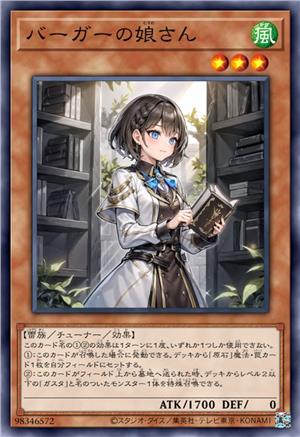 バーガーの娘さん
風
【雷族／チューナー／効果】
このカード名の①②の効果は1ターンに1度、いずれか1つしか使用できない。
①:このカードが召喚した場合に発動できる。デッキから「原石」魔法・罠カード1枚を自分フィールドにセットする。
②:このカードがフィールド上から墓地へ送られた時、デッキからレベル2以下の「ガスタ」と名のついたモンスター1体を特殊召喚できる。
ATK/1700 DEF/ 0
98346572
©スタジオ・ダイス/集英社・テレビ東京・KONAMI